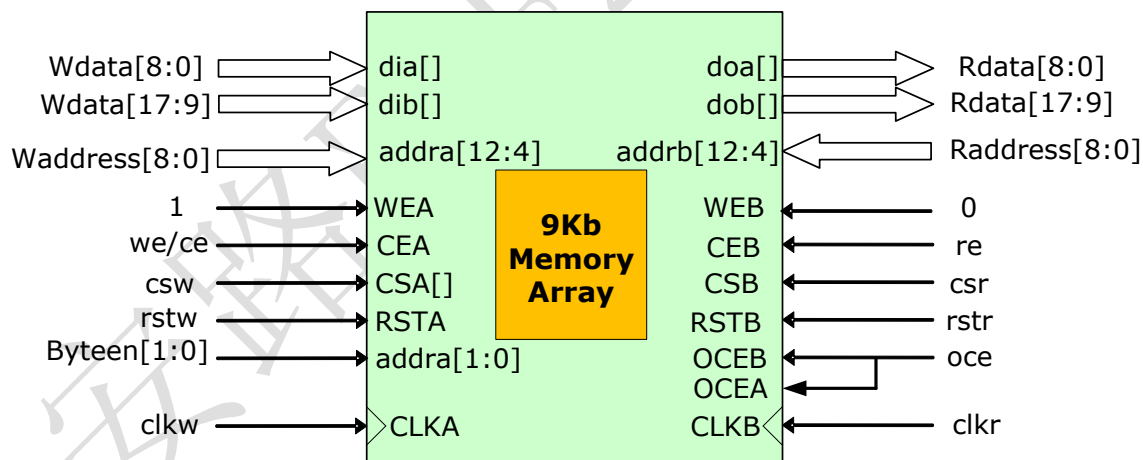 Wdata[8:0] dia[] doa[] Rdata[8:0]
Wdata[17:9] dib[] dob[] Rdata[17:9]
Waddress[8:0] addra[12:4] addrb[12:4] Raddress[8:0]
1 WEA WEB 0
we/ce CEA CEB re
csw CSA[] CSB csr
rstw RSTA RSTB rstr
Byteen[1:0] addra[1:0] OCEB oce
OCEA
clkw CLKA CLKB clkr
9Kb
Memory
Array
安路